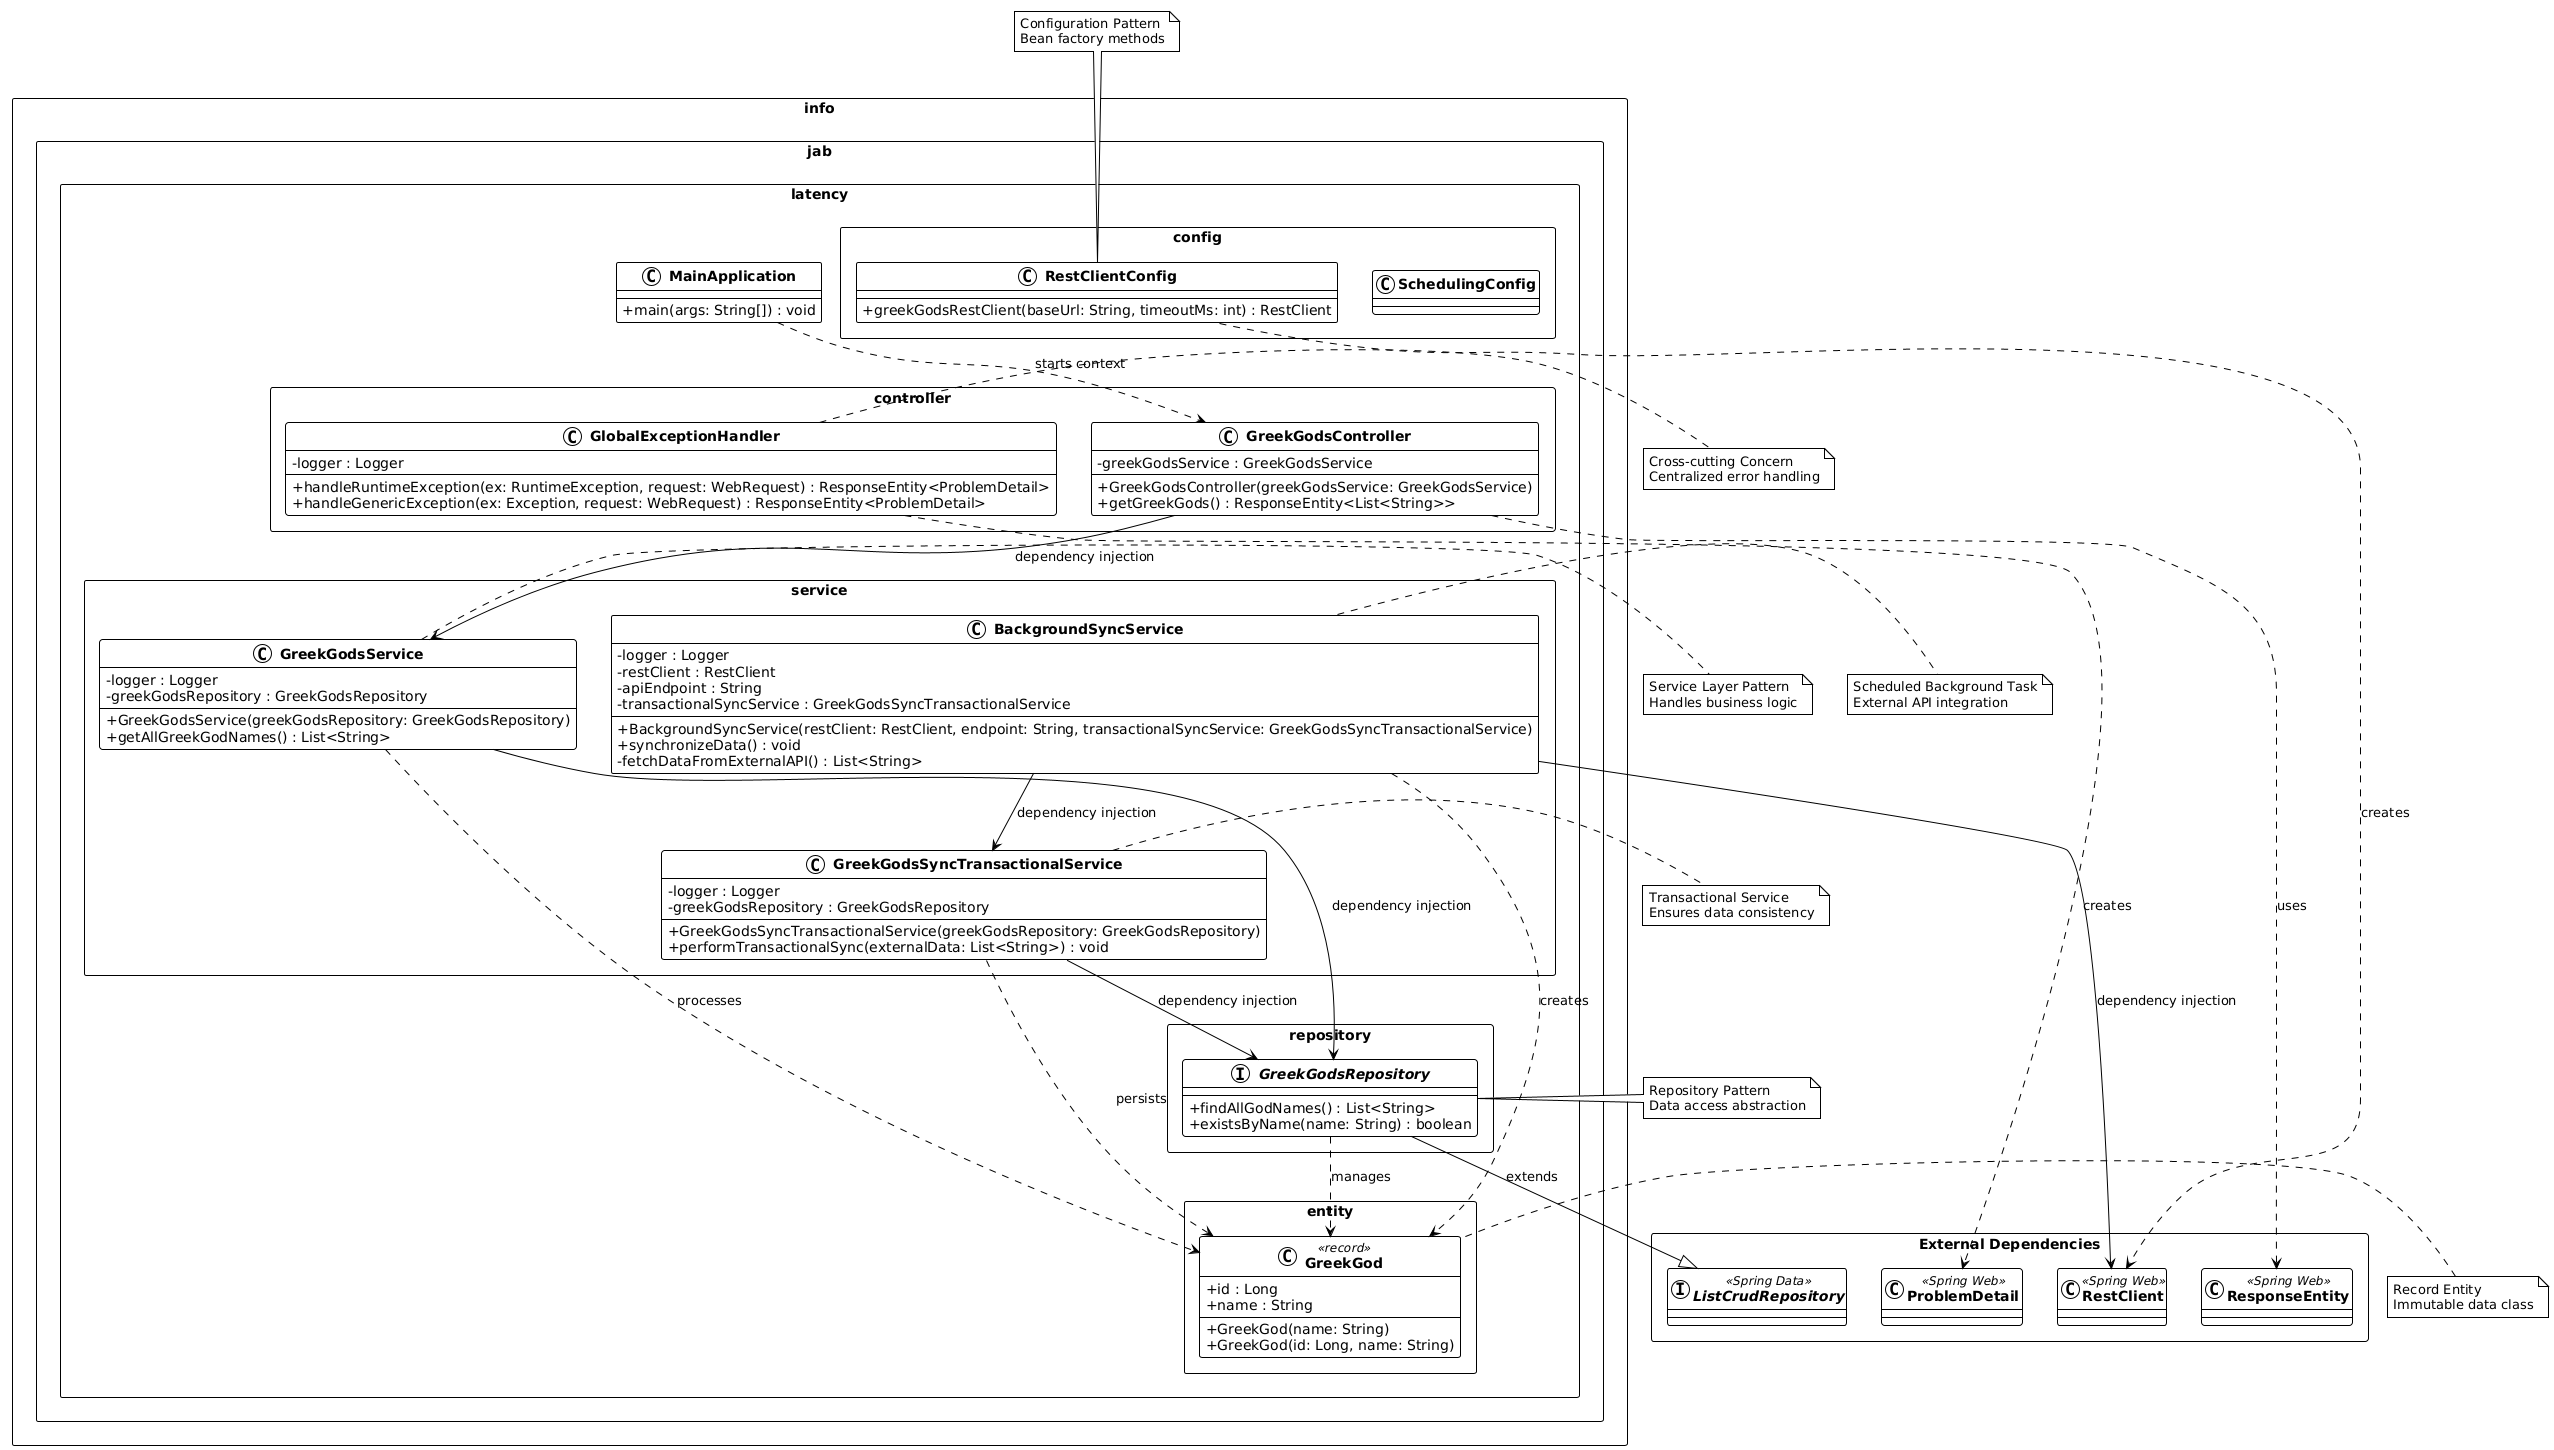 Configuration Pattern
Bean factory methods
info
jab
latency
config
C MainApplication
+main(args: String[]) : void
C RestClientConfig
+greekGodsRestClient(baseUrl: String, timeoutMs: int) : RestClient
C SchedulingConfig
starts context
controller
C GlobalExceptionHandler
-logger : Logger
+handleRuntimeException(ex: RuntimeException, request: WebRequest) : ResponseEntity<ProblemDetail>
+handleGenericException(ex: Exception, request: WebRequest) : ResponseEntity<ProblemDetail>
C GreekGodsController
-greekGodsService : GreekGodsService
+GreekGodsController(greekGodsService: GreekGodsService)
+getGreekGods() : ResponseEntity<List<String>>
Cross-cutting Concern
Centralized error handling
dependency injection
service
C GreekGodsService
-logger : Logger
-greekGodsRepository : GreekGodsRepository
+GreekGodsService(greekGodsRepository: GreekGodsRepository)
+getAllGreekGodNames() : List<String>
C BackgroundSyncService
-logger : Logger
-restClient : RestClient
-apiEndpoint : String
-transactionalSyncService : GreekGodsSyncTransactionalService
+BackgroundSyncService(restClient: RestClient, endpoint: String, transactionalSyncService: GreekGodsSyncTransactionalService)
+synchronizeData() : void
-fetchDataFromExternalAPI() : List<String>
Service Layer Pattern
Handles business logic
Scheduled Background Task
External API integration
dependency injection
creates
C GreekGodsSyncTransactionalService
-logger : Logger
-greekGodsRepository : GreekGodsRepository
+GreekGodsSyncTransactionalService(greekGodsRepository: GreekGodsRepository)
+performTransactionalSync(externalData: List<String>) : void
dependency injection
Transactional Service
Ensures data consistency
creates
uses
processes
dependency injection
creates
dependency injection
repository
I GreekGodsRepository
+findAllGodNames() : List<String>
+existsByName(name: String) : boolean
Repository Pattern
Data access abstraction
persists
manages
extends
entity
C «record»
GreekGod
+id : Long
+name : String
+GreekGod(name: String)
+GreekGod(id: Long, name: String)
External Dependencies
I «Spring Data»
ListCrudRepository
C «Spring Web»
ProblemDetail
C «Spring Web»
RestClient
C «Spring Web»
ResponseEntity
Record Entity
Immutable data class